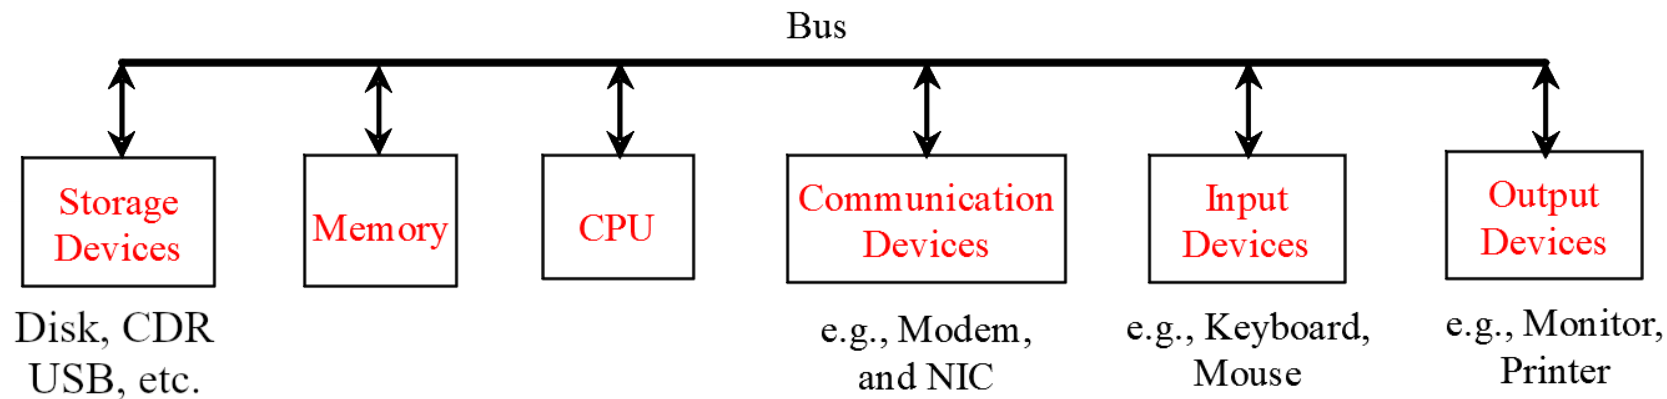 Bus
Storage
Devices
Memory
CPU
Communication
Devices
Input
Devices
Output
Devices
Disk, CDR
USB, etc.
e.g., Modem,
and NIC
e.g., Keyboard,
Mouse
e.g., Monitor,
Printer